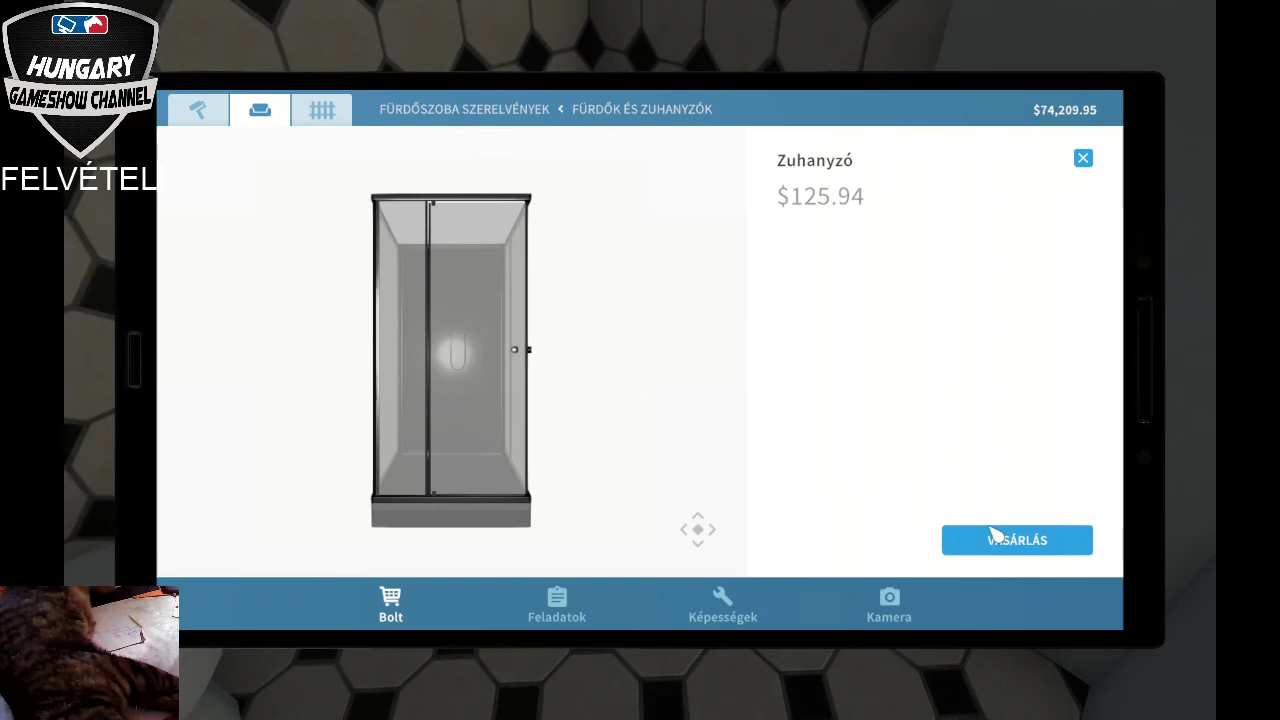 HUNGARY
GAMESHOW CHANNEL
FELVÉTEL
FÜRDŐSZOBA SZERELVÉNYEK < FÜRDŐK ÉS ZUHANYZÓK
$74,209.95
Zuhanyzó
$125.94
VÁSÁRLÁS
Bolt
Feladatok
Képességek
Kamera